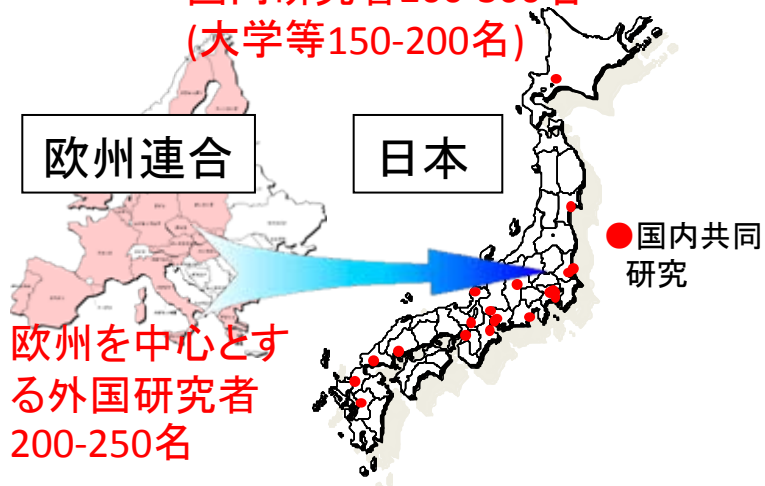 (大学等150-200名)
欧州連合
日本
●国内共同
研究
欧州を中心とす
る外国研究者
200-250名